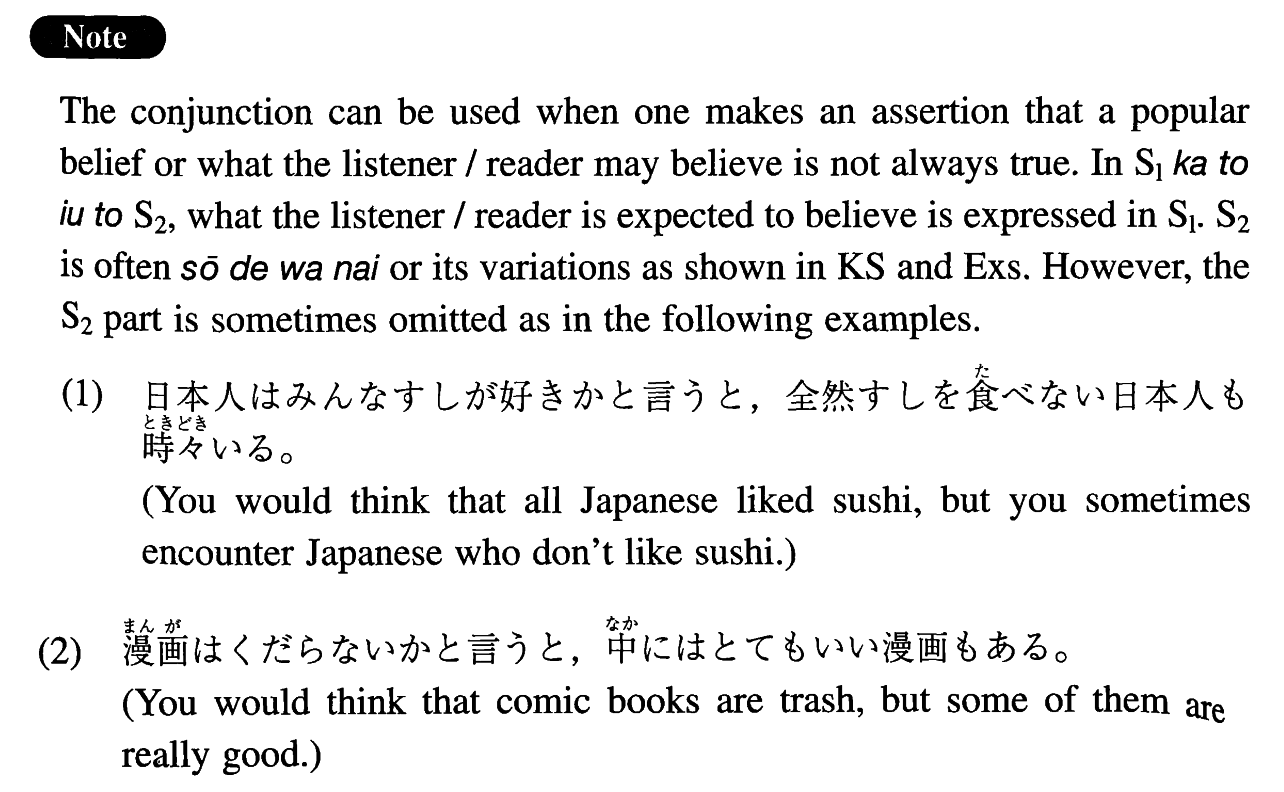 Note
The conjunction can be used when one makes an assertion that a popular
belief or what the listener / reader may believe is not always true. In S₁ ka to
iu to S₂, what the listener / reader is expected to believe is expressed in S₁. S₂
is often sō de wa nai or its variations as shown in KS and Exs. However, the
S₂ part is sometimes omitted as in the following examples.
た
(1) 日本人はみんなすしが好きかと言うと，全然すしを食べない日本人も
ときどき
時々いる。
(You would think that all Japanese liked sushi, but you sometimes
encounter Japanese who don't like sushi.)
まん が なか
(2) 漫画はくだらないかと言うと，中にはとてもいい漫画もある。
(You would think that comic books are trash, but some of them are
really good.)